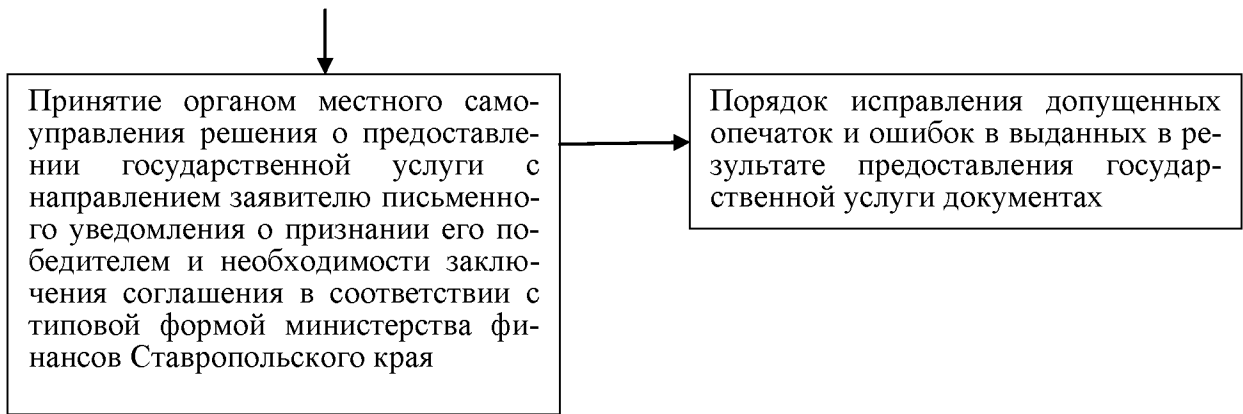 Принятие органом местного само-
управления решения о предоставле-
нии государственной услуги с
направлением заявителю письменно-
го уведомления о признании его по-
бедителем и необходимости заклю-
чения соглашения в соответствии с
типовой формой министерства фи-
нансов Ставропольского края
Порядок исправления допущенных
опечаток и ошибок в выданных в ре-
зультате предоставления государ-
ственной услуги документах